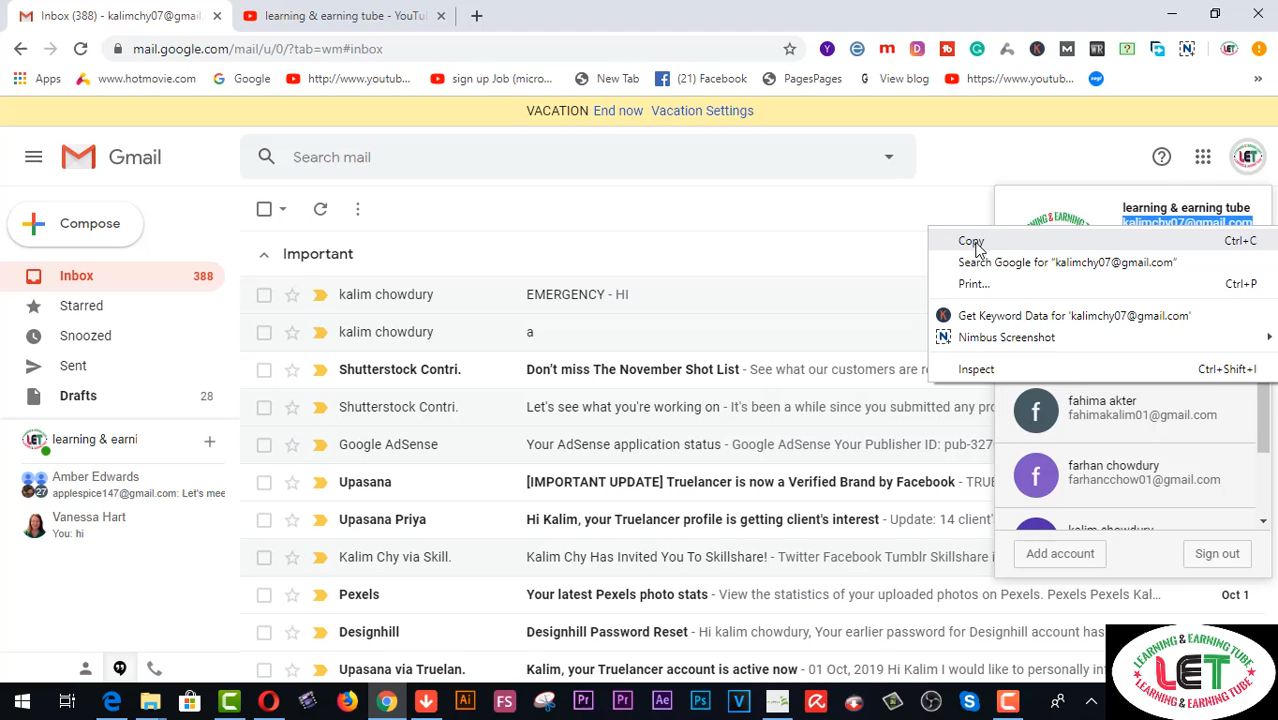 Inbox (388) - kalimchy07@gmail.
learning & earning tube - YouTu
mail.google.com/mail/u/0/?tab=wm#inbox
Apps
www.hotmovie.com
Google
http://www.youtub...
sign up Job (micro...
New Tab
(21) Facebook
PagesPages
View blog
https://www.youtub...
VACATION End now Vacation Settings
Gmail
Search mail
Compose
Inbox 388
Starred
Snoozed
Sent
Drafts 28
learning & earni
Amber Edwards
applespice147@gmail.com: Let's mee
Vanessa Hart
You: hi
Important
kalim chowdury EMERGENCY - HI
kalim chowdury a
Shutterstock Contri. Don't miss The November Shot List - See what our customers are re
Shutterstock Contri. Let's see what you're working on - It's been a while since you submitted any pro
Google AdSense Your AdSense application status - Google AdSense Your Publisher ID: pub-327
Upasana [IMPORTANT UPDATE] Truelancer is now a Verified Brand by Facebook - TRUE
Upasana Priya Hi Kalim, your Truelancer profile is getting client's interest - Update: 14 client'
Kalim Chy via Skill. Kalim Chy Has Invited You To Skillshare! - Twitter Facebook Tumblr Skillshare i
Pexels Your latest Pexels photo stats - View the statistics of your uploaded photos on Pexels. Pexels Pexels Kal... Oct 1
Designhill Designhill Password Reset - Hi kalim chowdury, Your earlier password for Designhill account has
Upasana via Truelan. Kalim, your Truelancer account is active now - 01 Oct, 2019 Hi Kalim I would like to personally in
learning & earning tube
kalimchy07@gmail.com
Copy Ctrl+C
Search Google for "kalimchy07@gmail.com"
Print... Ctrl+P
Get Keyword Data for 'kalimchy07@gmail.com'
Nimbus Screenshot
Inspect Ctrl+Shift+I
fahima akter
fahimakalim01@gmail.com
farhan chowdury
farhancchow01@gmail.com
kalim chowdury
Add account
Sign out
LEARNING & EARNING TUBE
LET
LEARNING & EARNING TUBE